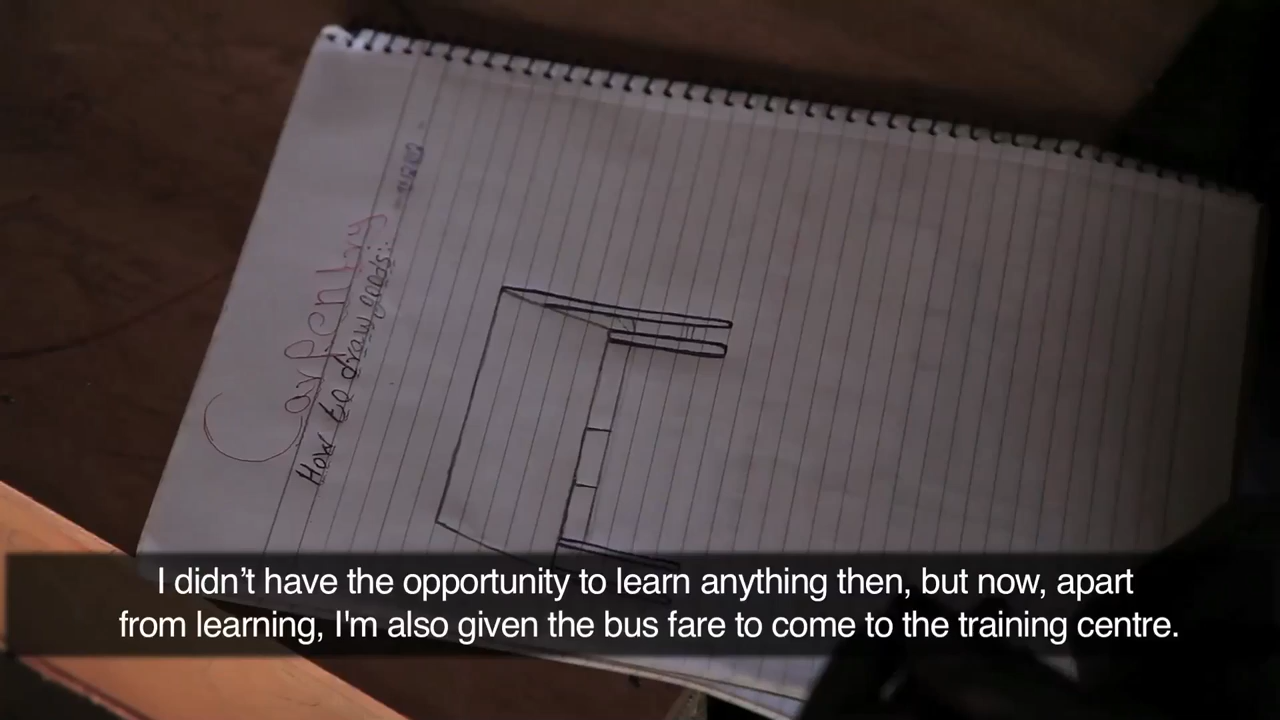 Carpentry
How to draw goods:.
I didn’t have the opportunity to learn anything then, but now, apart
from learning, I'm also given the bus fare to come to the training centre.